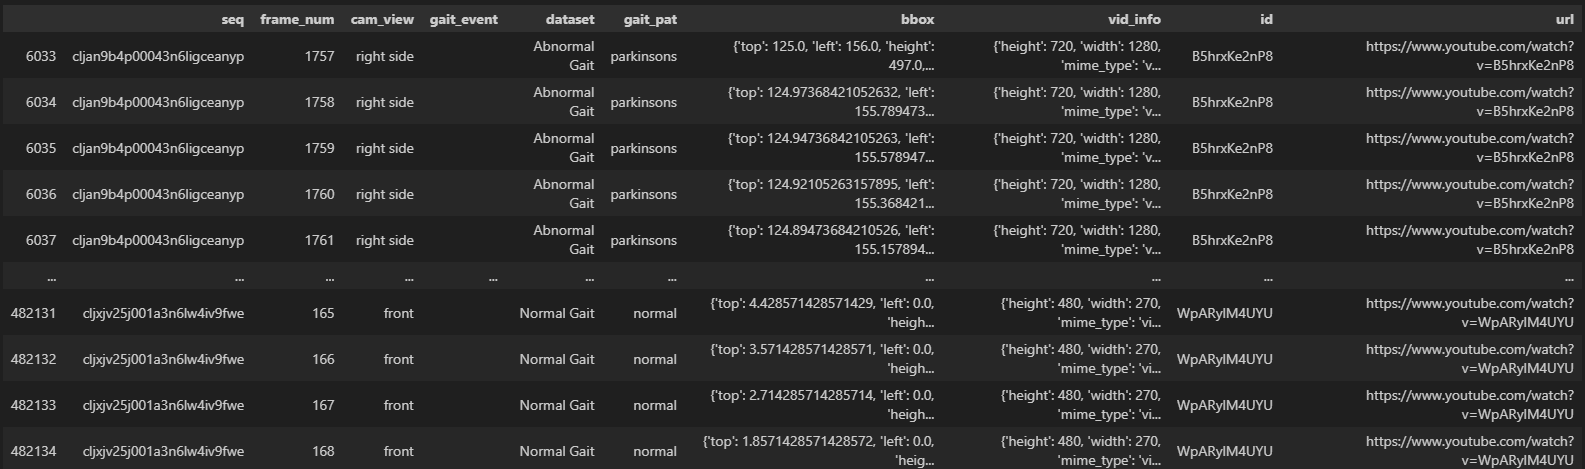 seq frame_num cam_view gait_event dataset gait_pat bbox vid_info id url
6033 cljan9b4p00043n6ligceanyp 1757 right side Abnormal Gait parkinsons {'top': 125.0, 'left': 156.0, 'height': 497.0,... {'height': 720, 'width': 1280, 'mime_type': 'v... B5hrxKe2nP8 https://www.youtube.com/watch?v=B5hrxKe2nP8
6034 cljan9b4p00043n6ligceanyp 1758 right side Abnormal Gait parkinsons {'top': 124.97368421052632, 'left': 155.789473... {'height': 720, 'width': 1280, 'mime_type': 'v... B5hrxKe2nP8 https://www.youtube.com/watch?v=B5hrxKe2nP8
6035 cljan9b4p00043n6ligceanyp 1759 right side Abnormal Gait parkinsons {'top': 124.94736842105263, 'left': 155.578947... {'height': 720, 'width': 1280, 'mime_type': 'v... B5hrxKe2nP8 https://www.youtube.com/watch?v=B5hrxKe2nP8
6036 cljan9b4p00043n6ligceanyp 1760 right side Abnormal Gait parkinsons {'top': 124.92105263157895, 'left': 155.368421... {'height': 720, 'width': 1280, 'mime_type': 'v... B5hrxKe2nP8 https://www.youtube.com/watch?v=B5hrxKe2nP8
6037 cljan9b4p00043n6ligceanyp 1761 right side Abnormal Gait parkinsons {'top': 124.89473684210526, 'left': 155.157894... {'height': 720, 'width': 1280, 'mime_type': 'v... B5hrxKe2nP8 https://www.youtube.com/watch?v=B5hrxKe2nP8
... ... ... ... ... ... ... ... ... ... ...
482131 cljxjv25j001a3n6lw4iv9fwe 165 front Normal Gait normal {'top': 4.428571428571429, 'left': 0.0, 'heigh... {'height': 480, 'width': 270, 'mime_type': 'vi... WpARylM4UYU https://www.youtube.com/watch?v=WpARylM4UYU
482132 cljxjv25j001a3n6lw4iv9fwe 166 front Normal Gait normal {'top': 3.571428571428571, 'left': 0.0, 'heigh... {'height': 480, 'width': 270, 'mime_type': 'vi... WpARylM4UYU https://www.youtube.com/watch?v=WpARylM4UYU
482133 cljxjv25j001a3n6lw4iv9fwe 167 front Normal Gait normal {'top': 2.714285714285714, 'left': 0.0, 'heigh... {'height': 480, 'width': 270, 'mime_type': 'vi... WpARylM4UYU https://www.youtube.com/watch?v=WpARylM4UYU
482134 cljxjv25j001a3n6lw4iv9fwe 168 front Normal Gait normal {'top': 1.8571428571428572, 'left': 0.0, 'heig... {'height': 480, 'width': 270, 'mime_type': 'vi... WpARylM4UYU https://www.youtube.com/watch?v=WpARylM4UYU